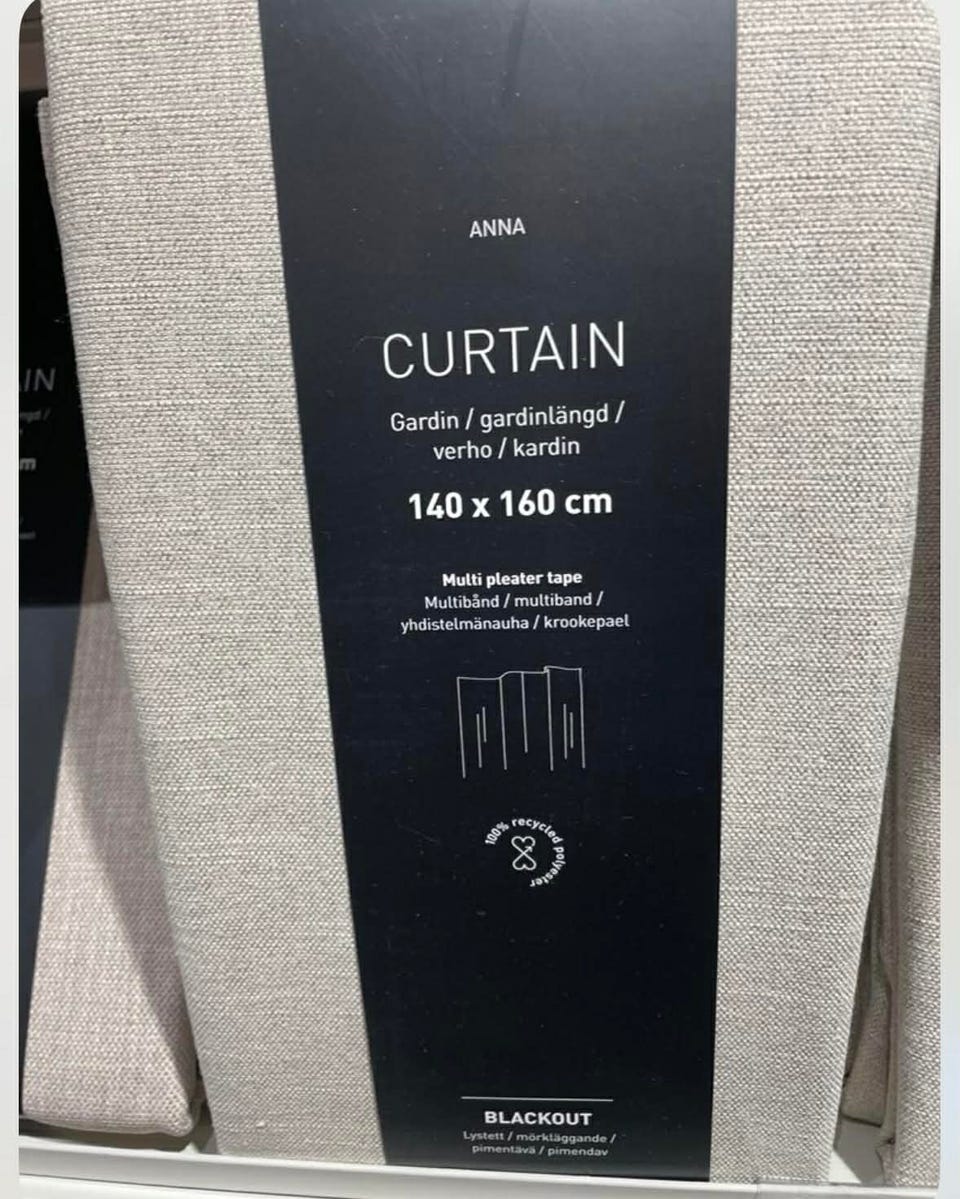 ANNA
CURTAIN
Gardin / gardinlängd /
verho / kardin
140 x 160 cm
Multi pleater tape
Multibånd / multiband /
yhdistelmänauha / krookepael
100% recycled polyester
BLACKOUT
Lystett / mörkläggande /
pimentävä / pimendav